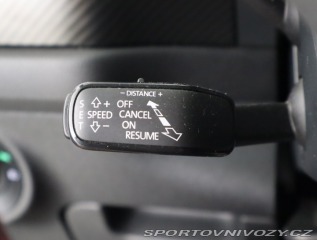 − DISTANCE +
S + OFF
E SPEED CANCEL
T − ON
RESUME
SPORTOVNIVOZY.CZ